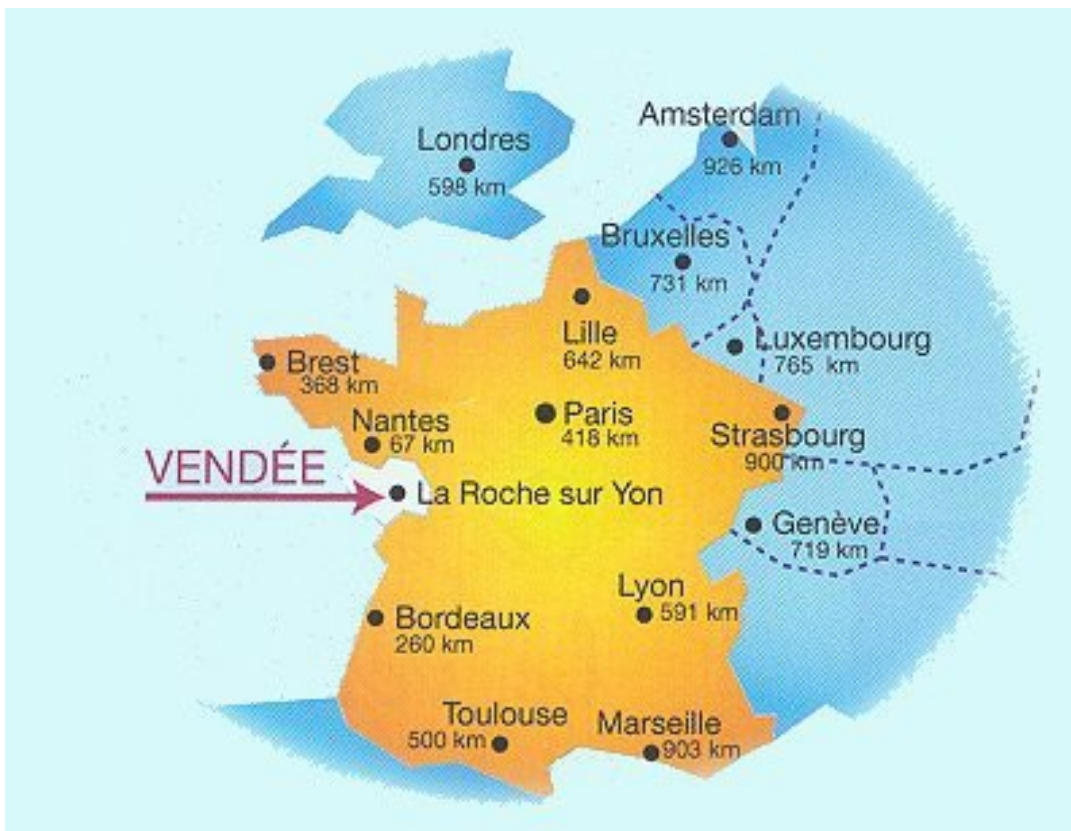 Amsterdam
926 km
Londres
598 km
Bruxelles
731 km
Lille
642 km
Luxembourg
765 km
Brest
368 km
Nantes
67 km
Paris
418 km
Strasbourg
900 km
VENDÉE
La Roche sur Yon
Genève
719 km
Lyon
591 km
Bordeaux
260 km
Toulouse
500 km
Marseille
903 km